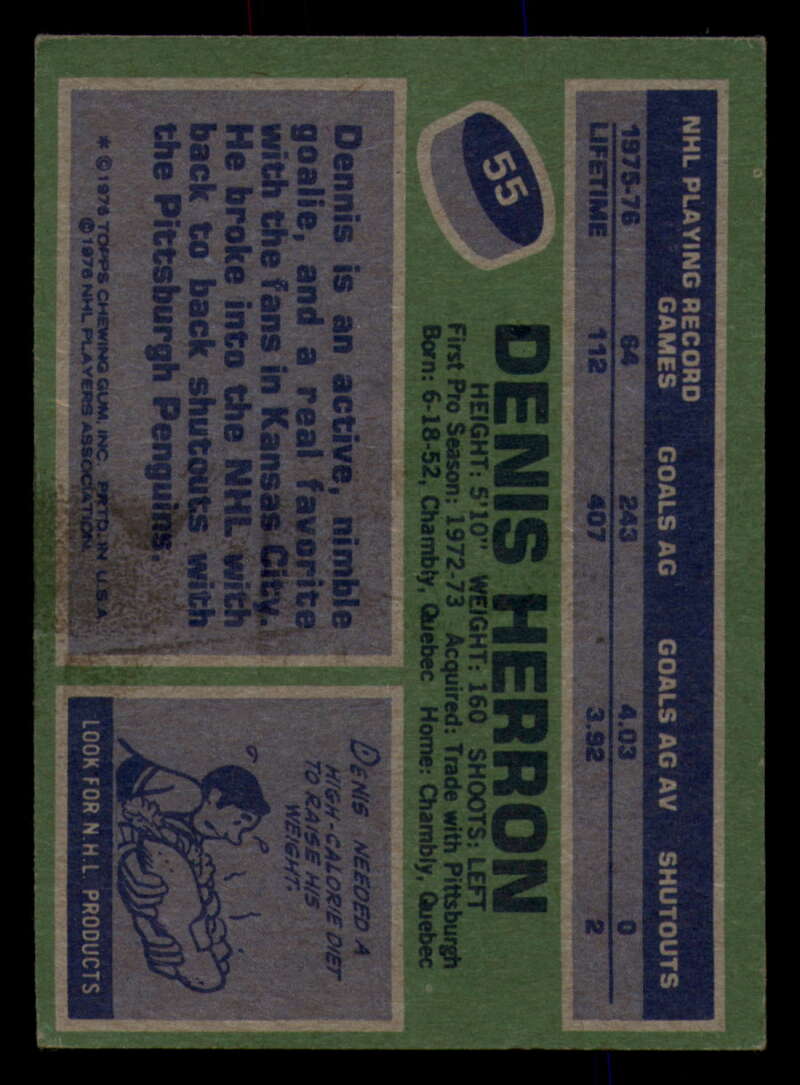 NHL PLAYING RECORD
GAMES GOALS AG GOALS AG AV SHUTOUTS
1975-76 64 243 4.03 0
LIFETIME 112 407 3.92 2
55
DENIS HERRON
HEIGHT: 5'10" WEIGHT: 160 SHOOTS: LEFT
First Pro Season: 1972-73 Acquired: Trade with Pittsburgh
Born: 6-18-52, Chambly, Quebec Home: Chambly, Quebec
Dennis is an active, nimble
goalie, and a real favorite
with the fans in Kansas City.
He broke into the NHL with
back to back shutouts with
the Pittsburgh Penguins.
* © 1976 TOPPS CHEWING GUM, INC. PRTD. IN U.S.A.
© 1976 NHL PLAYERS ASSOCIATION
DENIS NEEDED A
HIGH-CALORIE DIET
TO RAISE HIS
WEIGHT.
LOOK FOR N.H.L PRODUCTS